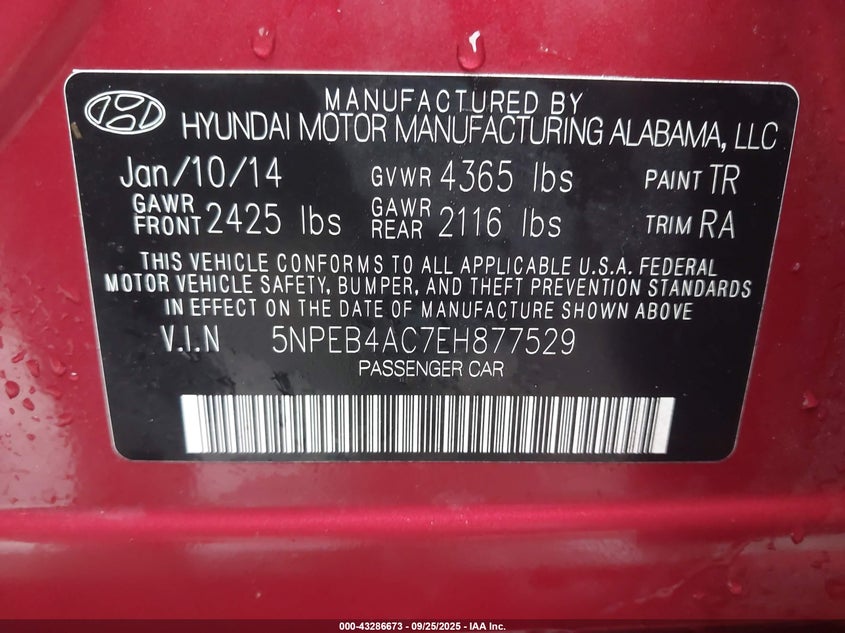 MANUFACTURED BY
HYUNDAI MOTOR MANUFACTURING ALABAMA, LLC
Jan/10/14 GVWR 4365 lbs PAINT TR
GAWR FRONT 2425 lbs GAWR REAR 2116 lbs TRIM RA
THIS VEHICLE CONFORMS TO ALL APPLICABLE U.S.A. FEDERAL
MOTOR VEHICLE SAFETY, BUMPER, AND THEFT PREVENTION STANDARDS
IN EFFECT ON THE DATE OF MANUFACTURE SHOWN ABOVE
V.I.N 5NPEB4AC7EH877529
PASSENGER CAR
000-43286673 - 09/25/2025 - IAA Inc.